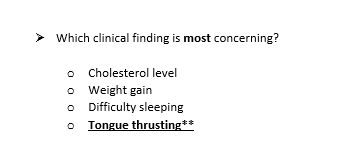 ➤ Which clinical finding is most concerning?
o Cholesterol level
o Weight gain
o Difficulty sleeping
o Tongue thrusting**